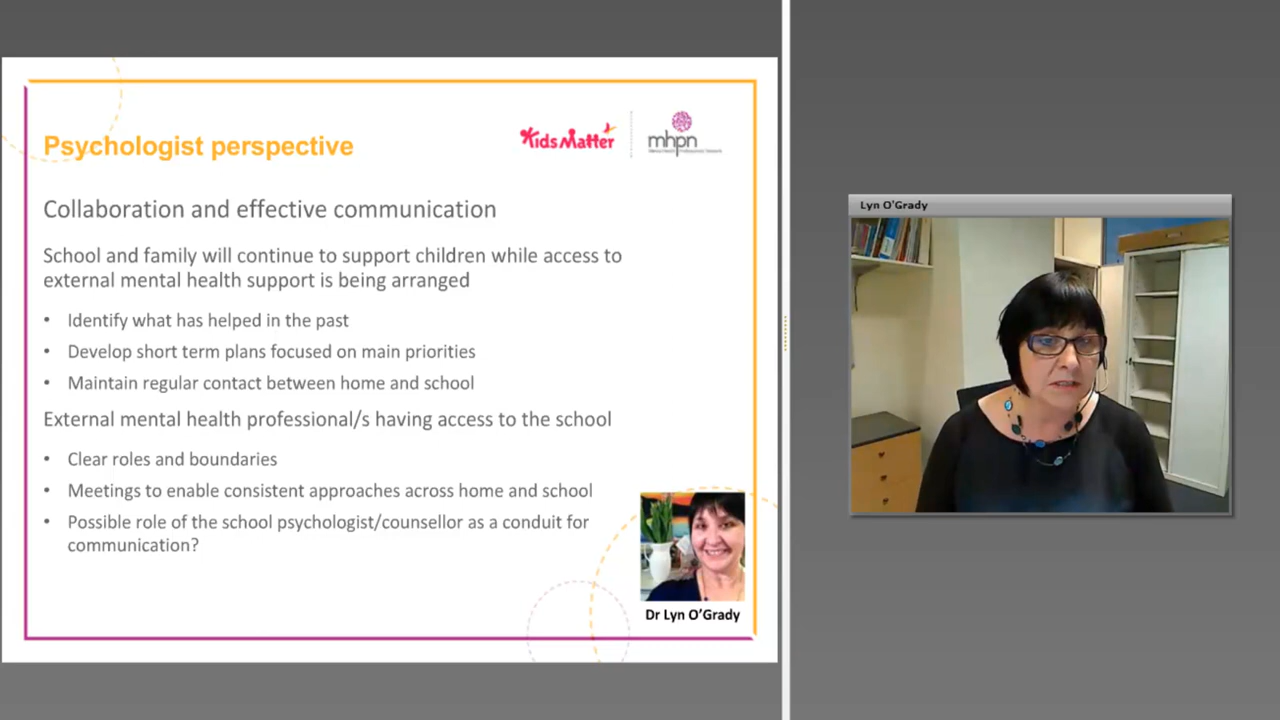 Psychologist perspective
KidsMatter
mhpn
Collaboration and effective communication
School and family will continue to support children while access to
external mental health support is being arranged
• Identify what has helped in the past
• Develop short term plans focused on main priorities
• Maintain regular contact between home and school
External mental health professional/s having access to the school
• Clear roles and boundaries
• Meetings to enable consistent approaches across home and school
• Possible role of the school psychologist/counsellor as a conduit for
communication?
Dr Lyn O'Grady
Lyn O'Grady